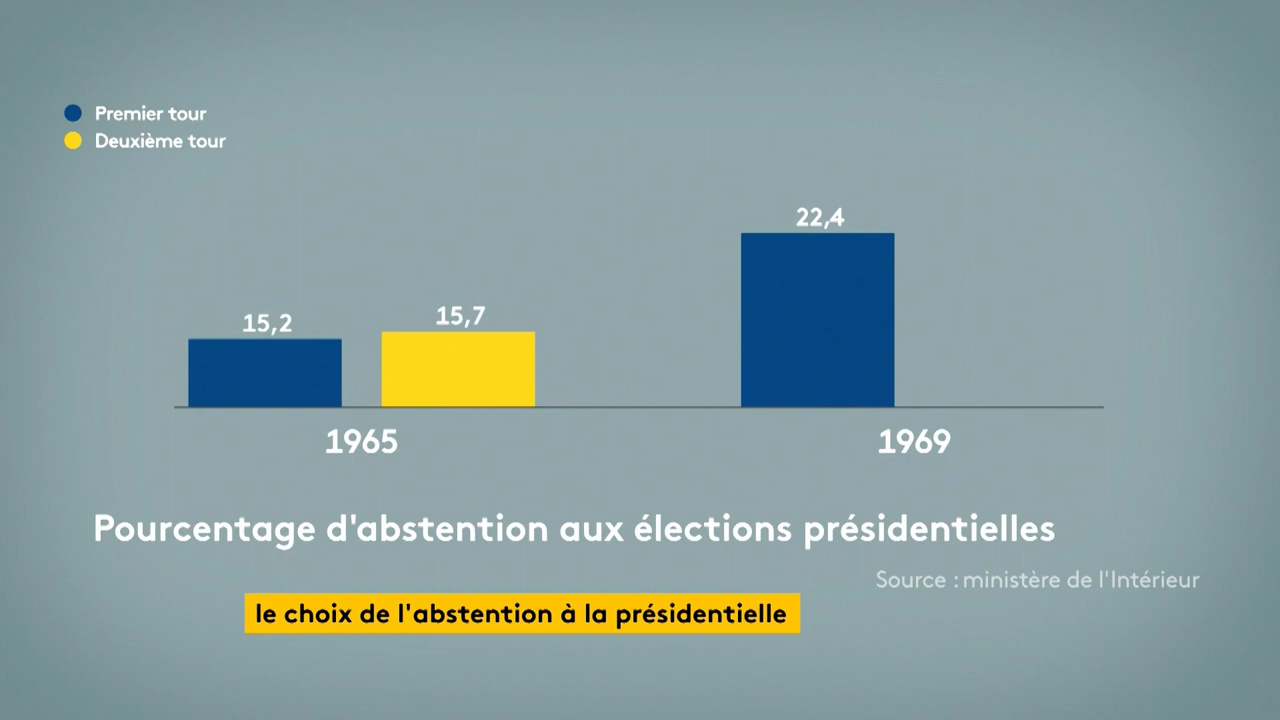 Premier tour
Deuxième tour
22,4
15,2
15,7
1965
1969
Pourcentage d'abstention aux élections présidentielles
Source : ministère de l'Intérieur
le choix de l'abstention à la présidentielle